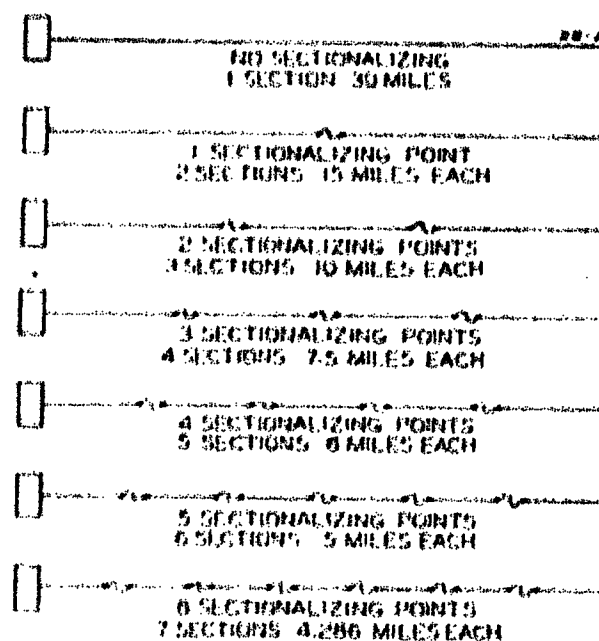 NO SECTIONALIZING
1 SECTION 30 MILES
1 SECTIONALIZING POINT
2 SECTIONS 15 MILES EACH
2 SECTIONALIZING POINTS
3 SECTIONS 10 MILES EACH
3 SECTIONALIZING POINTS
4 SECTIONS 7.5 MILES EACH
4 SECTIONALIZING POINTS
5 SECTIONS 6 MILES EACH
5 SECTIONALIZING POINTS
6 SECTIONS 5 MILES EACH
6 SECTIONALIZING POINTS
7 SECTIONS 4.286 MILES EACH